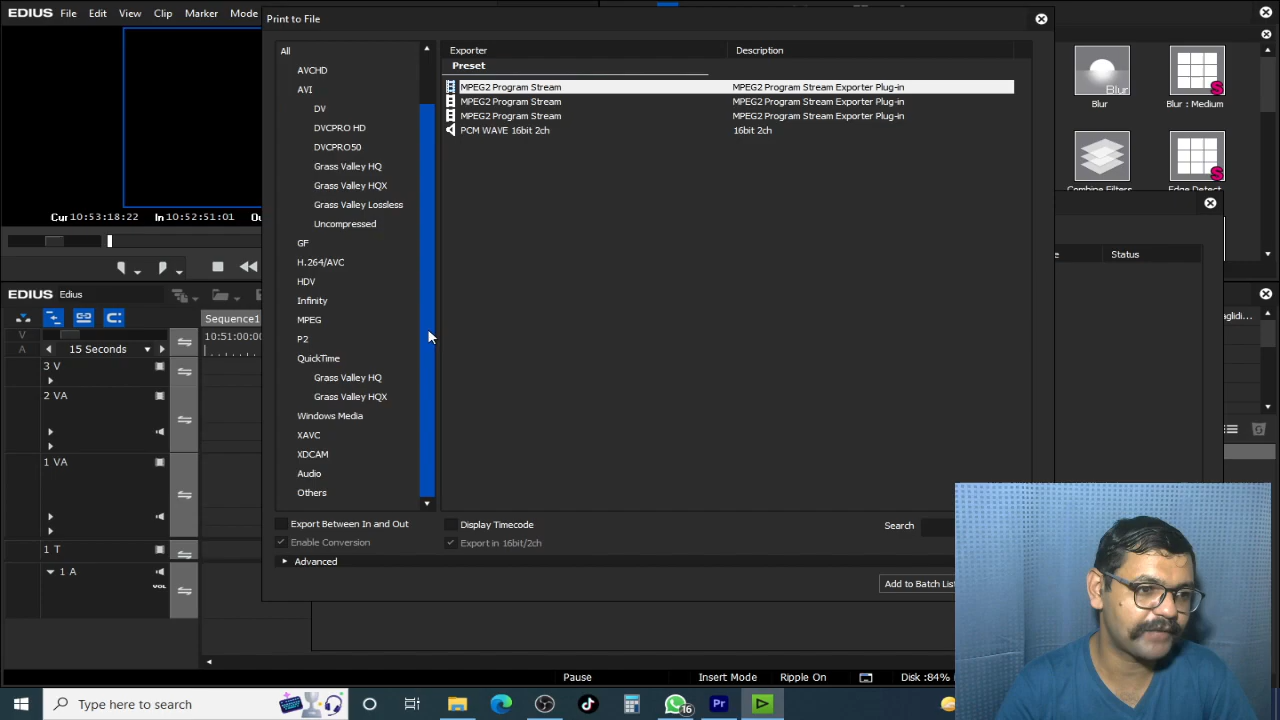 EDIUS File Edit View Clip Marker Mode
Print to File
All
AVCHD
AVI
DV
DVCPRO HD
DVCPRO50
Grass Valley HQ
Grass Valley HQX
Grass Valley Lossless
Uncompressed
GF
H.264/AVC
HDV
Infinity
MPEG
P2
QuickTime
Grass Valley HQ
Grass Valley HQX
Windows Media
XAVC
XDCAM
Audio
Others
Exporter Description
Preset
MPEG2 Program Stream MPEG2 Program Stream Exporter Plug-in
MPEG2 Program Stream MPEG2 Program Stream Exporter Plug-in
MPEG2 Program Stream MPEG2 Program Stream Exporter Plug-in
PCM WAVE 16bit 2ch 16bit 2ch
Export Between In and Out Display Timecode Search
Enable Conversion Export in 16bit/2ch
Advanced
Add to Batch List
Blur
Blur Blur : Medium
S
Combine Filters Edge Detect
S
Status
Cur 10:53:18:22 In 10:52:51:01
EDIUS Edius
Sequence1
V
A 15 Seconds
10:51:00:00
3 V
2 VA
1 VA
1 T
1 A
VOL
Pause Insert Mode Ripple On Disk :84%
Type here to search
16
Pr